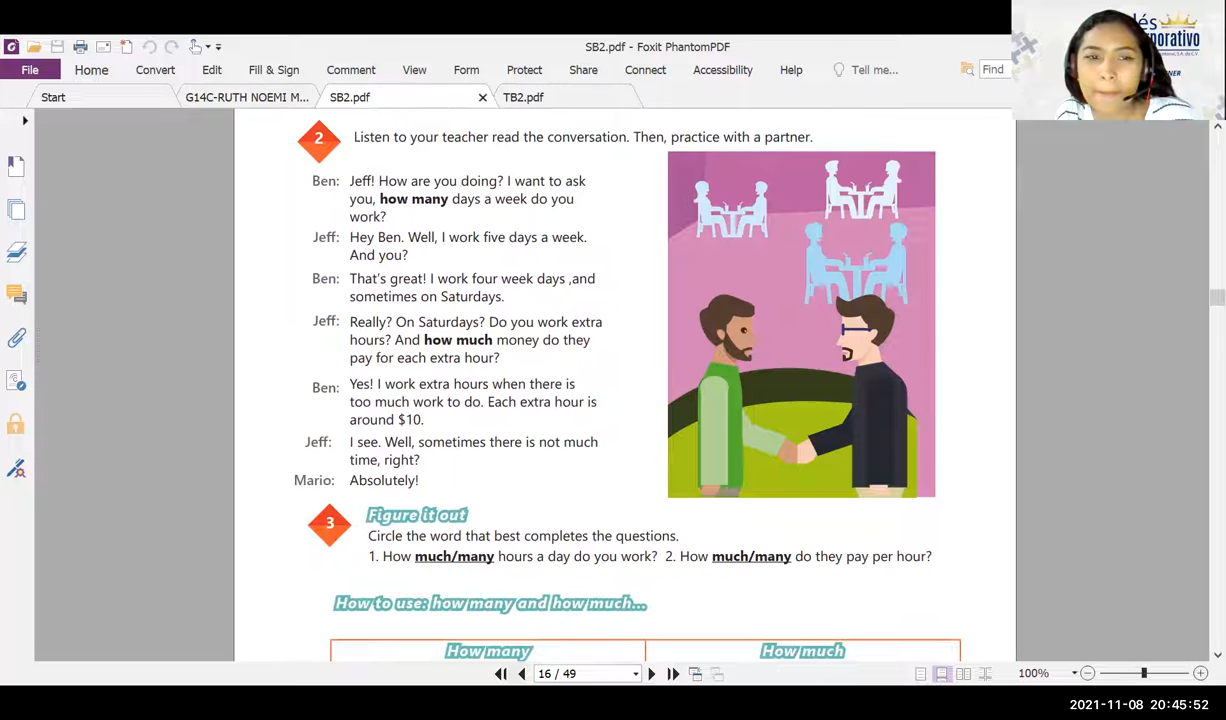 SB2.pdf - Foxit PhantomPDF
File Home Convert Edit Fill & Sign Comment View Form Protect Share Connect Accessibility Help Tell me... Find
Start G14C-RUTH NOEMI M... SB2.pdf TB2.pdf
és
rporativo
2 Listen to your teacher read the conversation. Then, practice with a partner.
Ben: Jeff! How are you doing? I want to ask
you, how many days a week do you
work?
Jeff: Hey Ben. Well, I work five days a week.
And you?
Ben: That's great! I work four week days ,and
sometimes on Saturdays.
Jeff: Really? On Saturdays? Do you work extra
hours? And how much money do they
pay for each extra hour?
Ben: Yes! I work extra hours when there is
too much work to do. Each extra hour is
around $10.
Jeff: I see. Well, sometimes there is not much
time, right?
Mario: Absolutely!
3 Figure it out
Circle the word that best completes the questions.
1. How much/many hours a day do you work? 2. How much/many do they pay per hour?
How to use: how many and how much...
How many How much
16 / 49
100%
2021-11-08 20:45:52